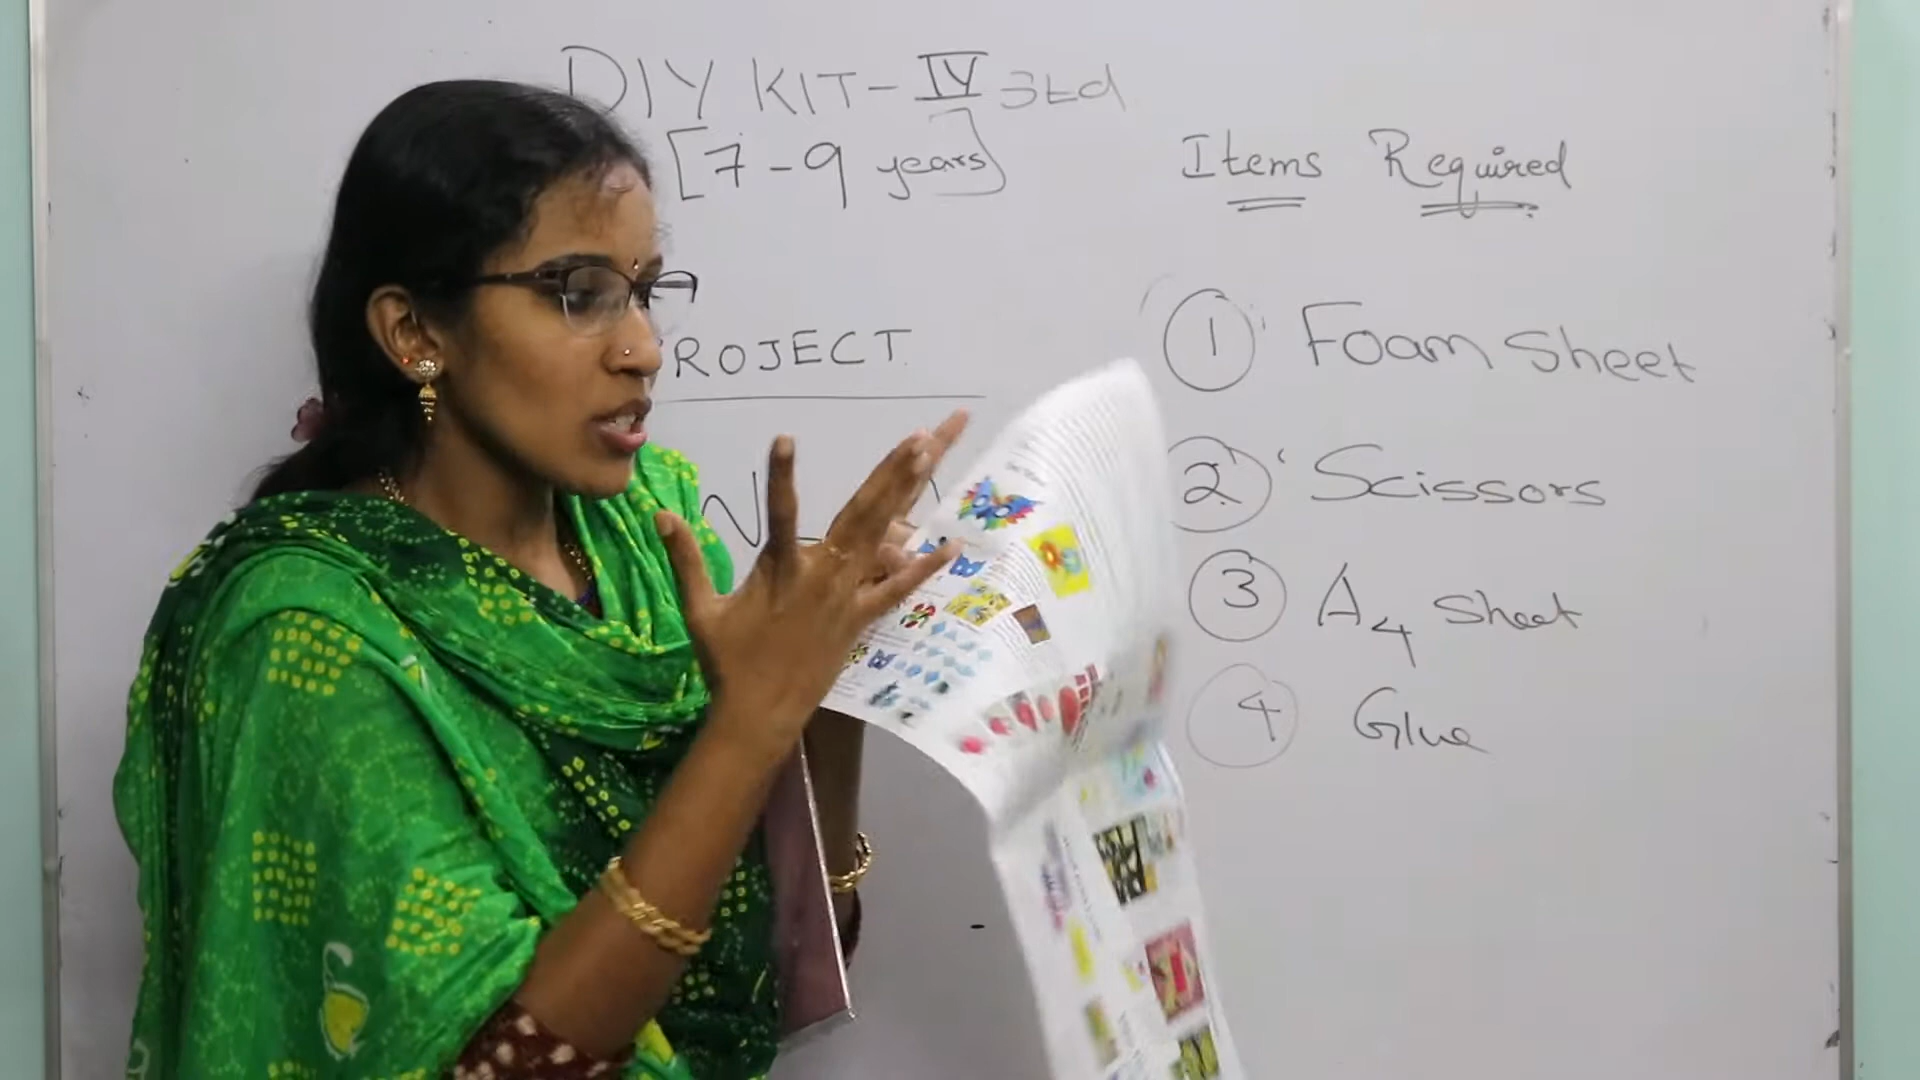 DIY KIT - IV Std
[7-9 years]
ROJECT
Items Required
1 Foam Sheet
2 Scissors
3 A4 Sheet
4 Glue